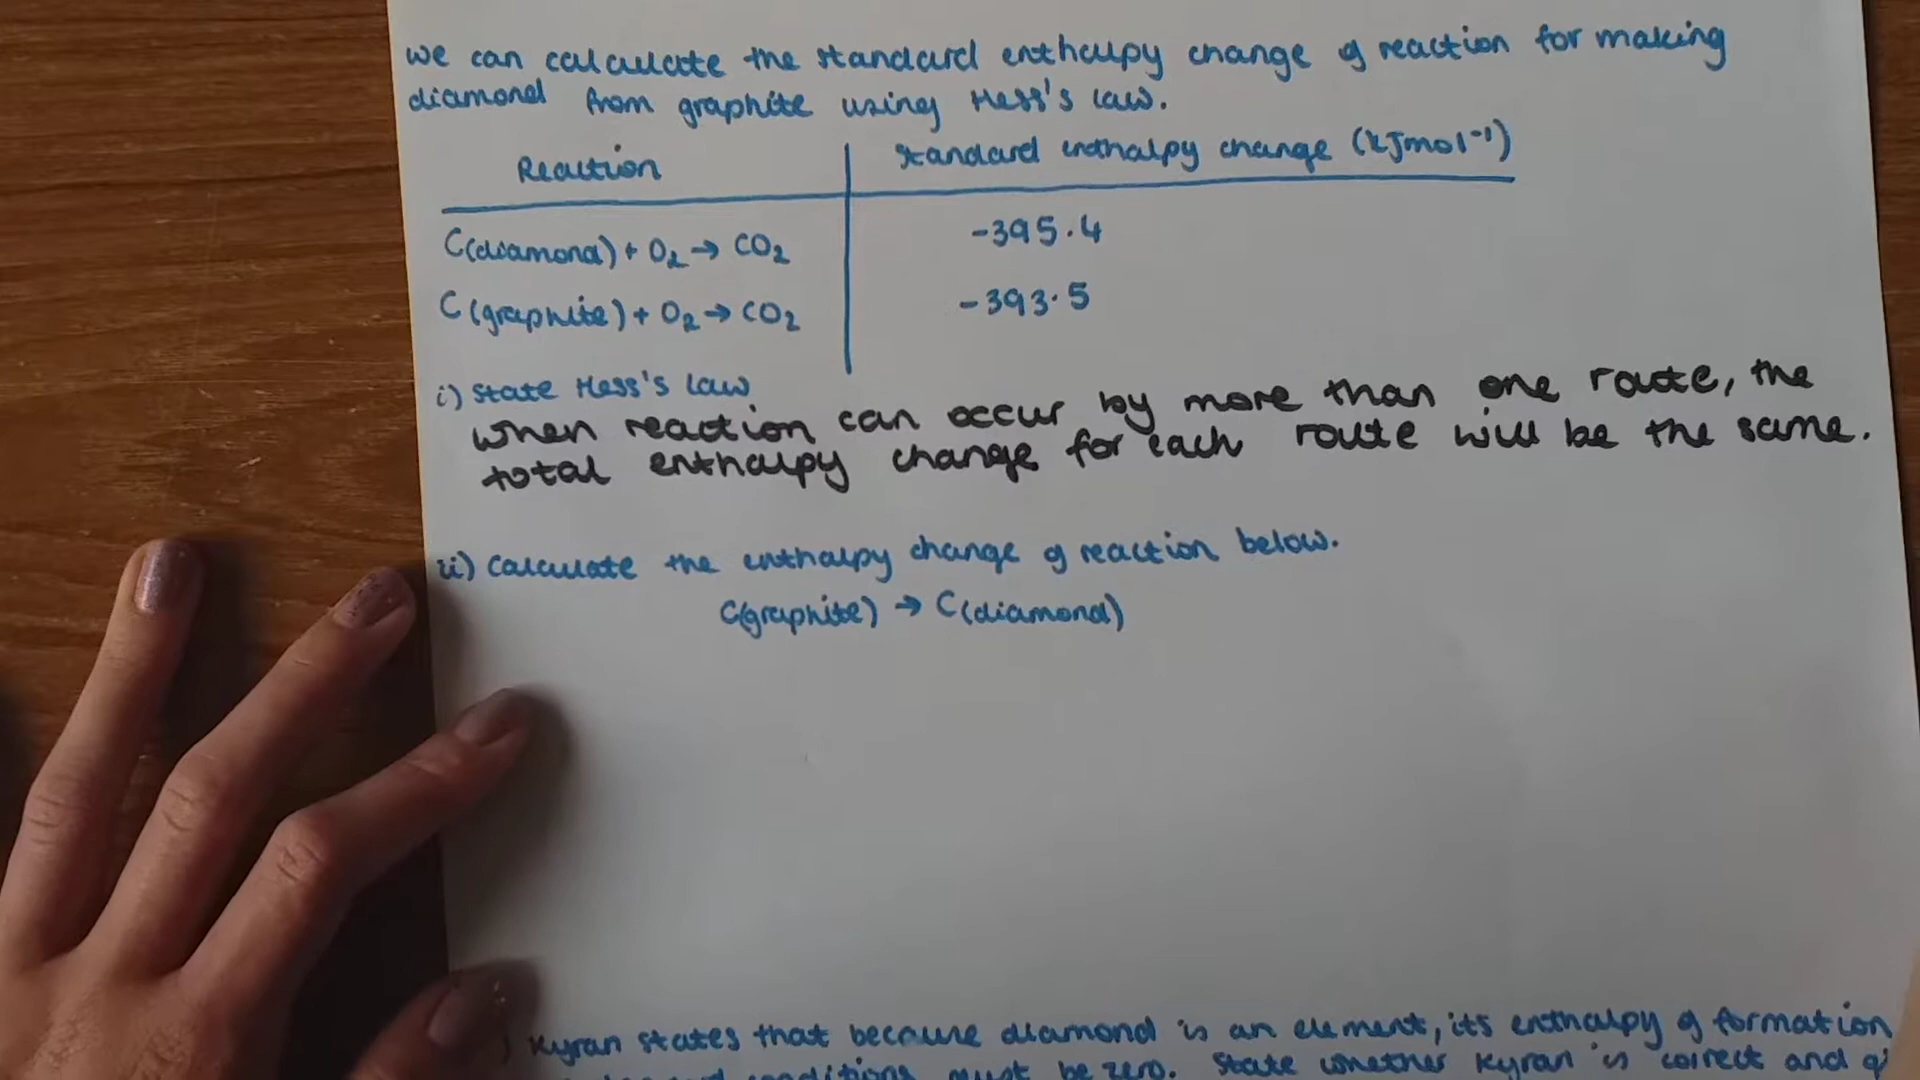 we can calculate the standard enthalpy change of reaction for making
diamond from graphite using Hess's law.
Reaction
standard enthalpy change (kJmol⁻¹)
C(diamond) + O₂ → CO₂
-395.4
C(graphite) + O₂ → CO₂
-393.5
i) state Hess's law
when reaction can occur by more than one route, the
total enthalpy change for each route will be the same.
ii) Calculate the enthalpy change of reaction below.
C(graphite) → C(diamond)
) Kyran states that because diamond is an element, its enthalpy of formation
conditions must be zero. State whether Kyran is correct and